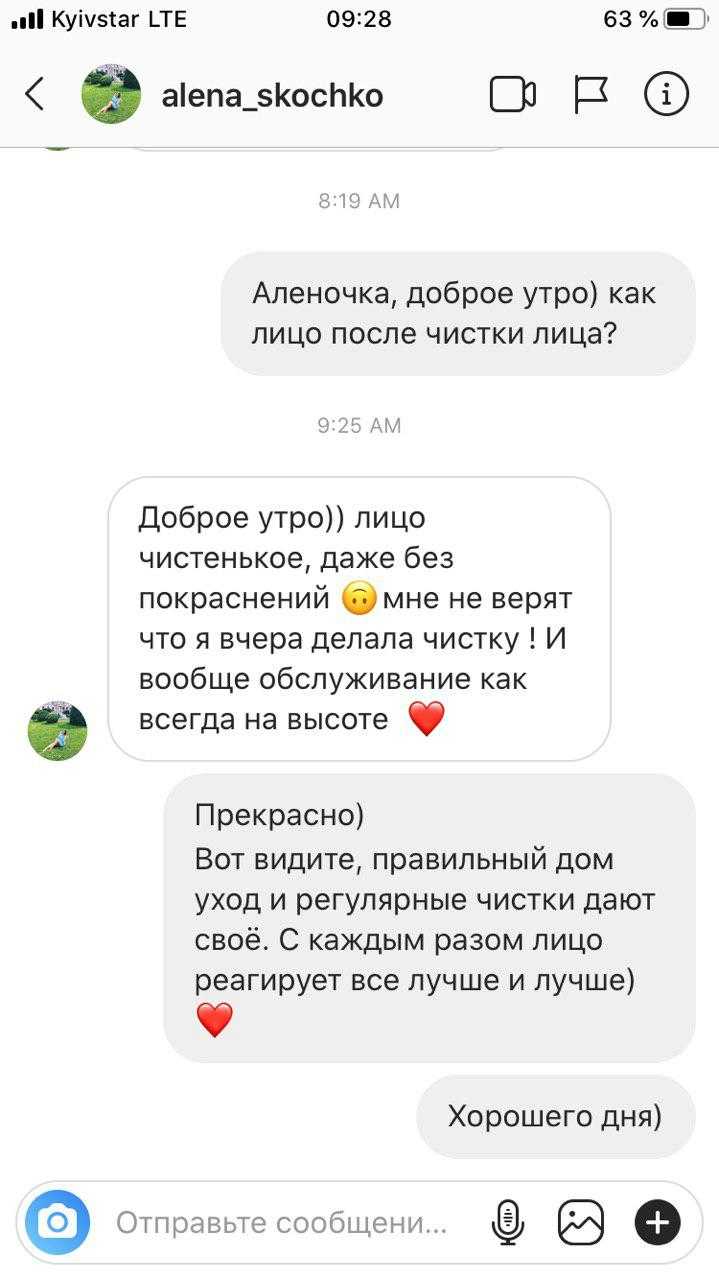 Kyivstar LTE 09:28 63 %
alena_skochko
8:19 AM
Аленочка, доброе утро) как
лицо после чистки лица?
9:25 AM
Доброе утро)) лицо
чистенькое, даже без
покраснений 🙃мне не верят
что я вчера делала чистку ! И
вообще обслуживание как
всегда на высоте ❤️
Прекрасно)
Вот видите, правильный дом
уход и регулярные чистки дают
своё. С каждым разом лицо
реагирует все лучше и лучше)
❤️
Хорошего дня)
Отправьте сообщени...